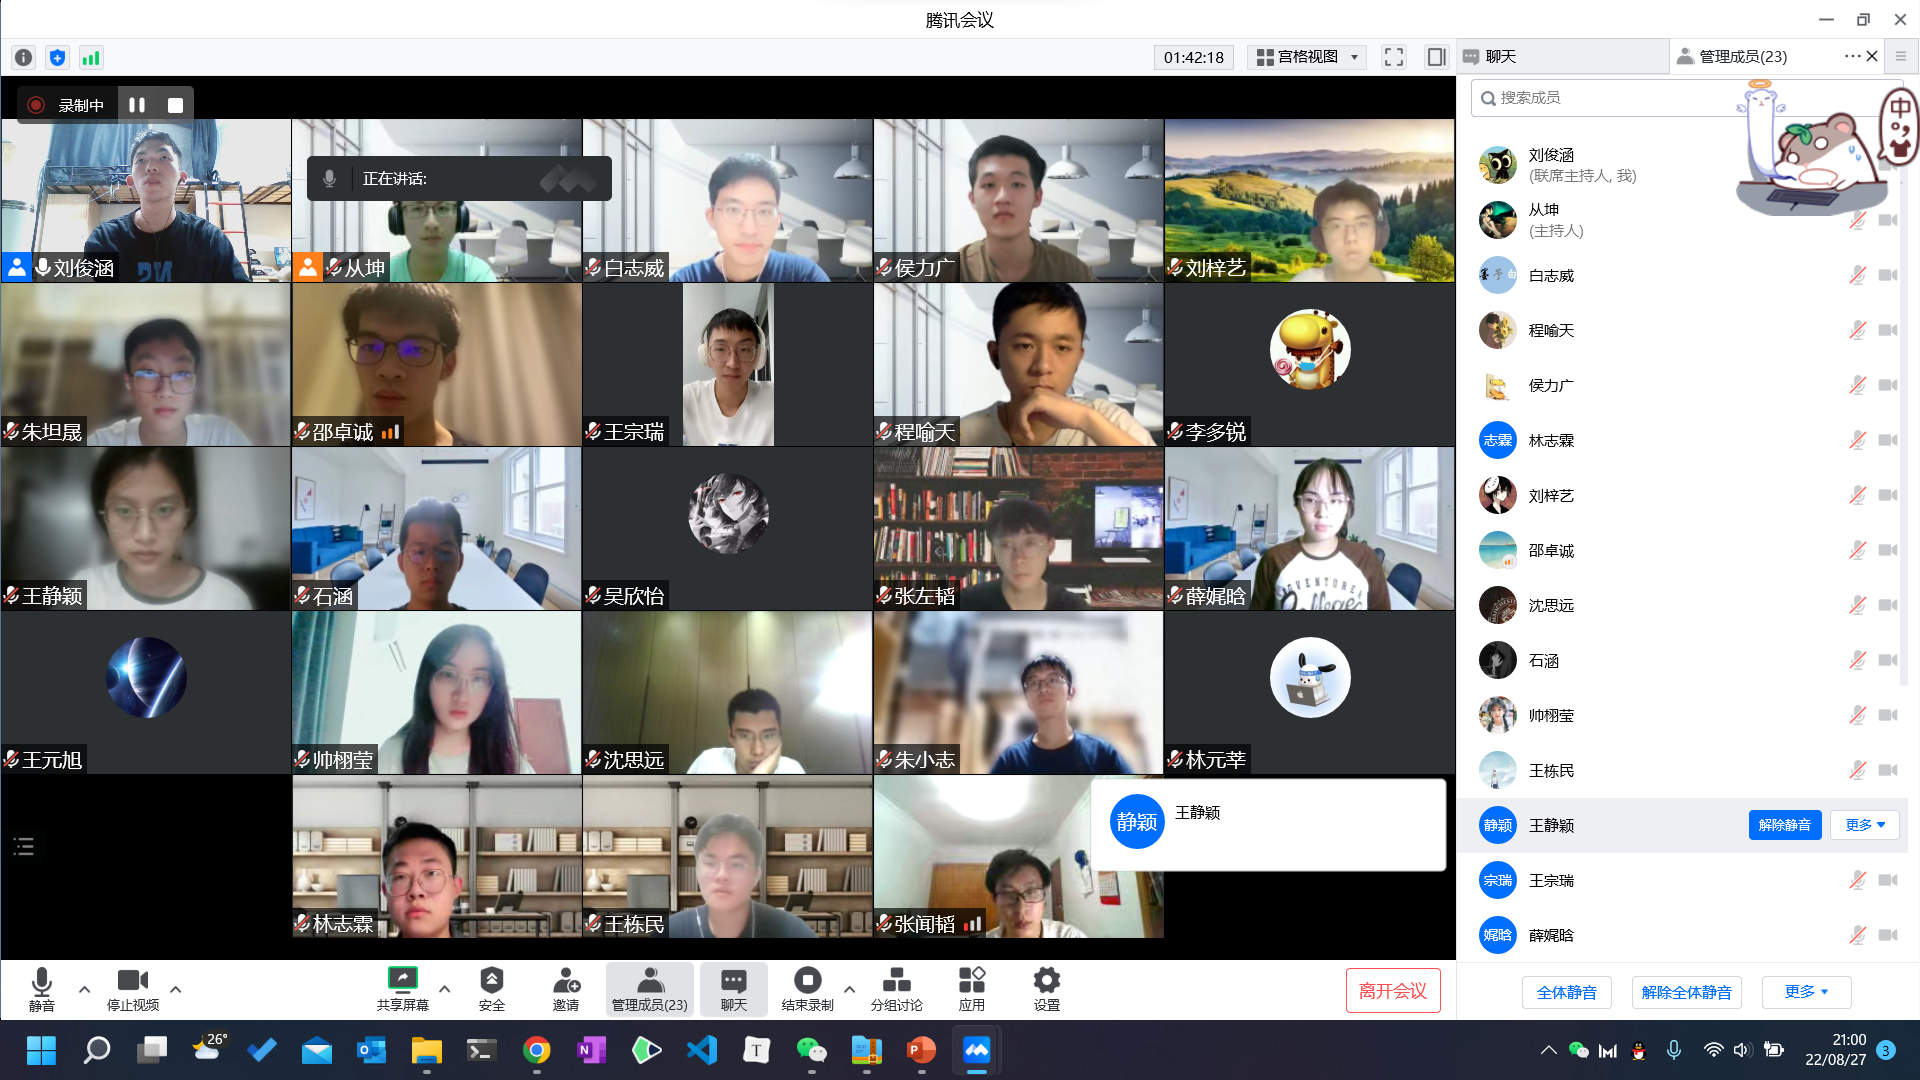 腾讯会议
01:42:18
宫格视图
聊天
管理成员(23)
录制中
正在讲话:
搜索成员
中
刘俊涵
从坤
白志威
侯力广
刘梓艺
朱坦晟
邵卓诚
王宗瑞
程喻天
李多锐
王静颖
石涵
吴欣怡
张左韬
薛娓晗
王元旭
帅栩莹
沈思远
朱小志
林元莘
林志霖
王栋民
张闻韬
静颖
王静颖
刘俊涵
(联席主持人, 我)
从坤
(主持人)
白志威
程喻天
侯力广
志霖
林志霖
刘梓艺
邵卓诚
沈思远
石涵
帅栩莹
王栋民
静颖
王静颖
解除静音
更多
宗瑞
王宗瑞
娓晗
薛娓晗
静音
停止视频
共享屏幕
安全
邀请
管理成员(23)
聊天
结束录制
分组讨论
应用
设置
离开会议
全体静音
解除全体静音
更多
26°
21:00
22/08/27
3